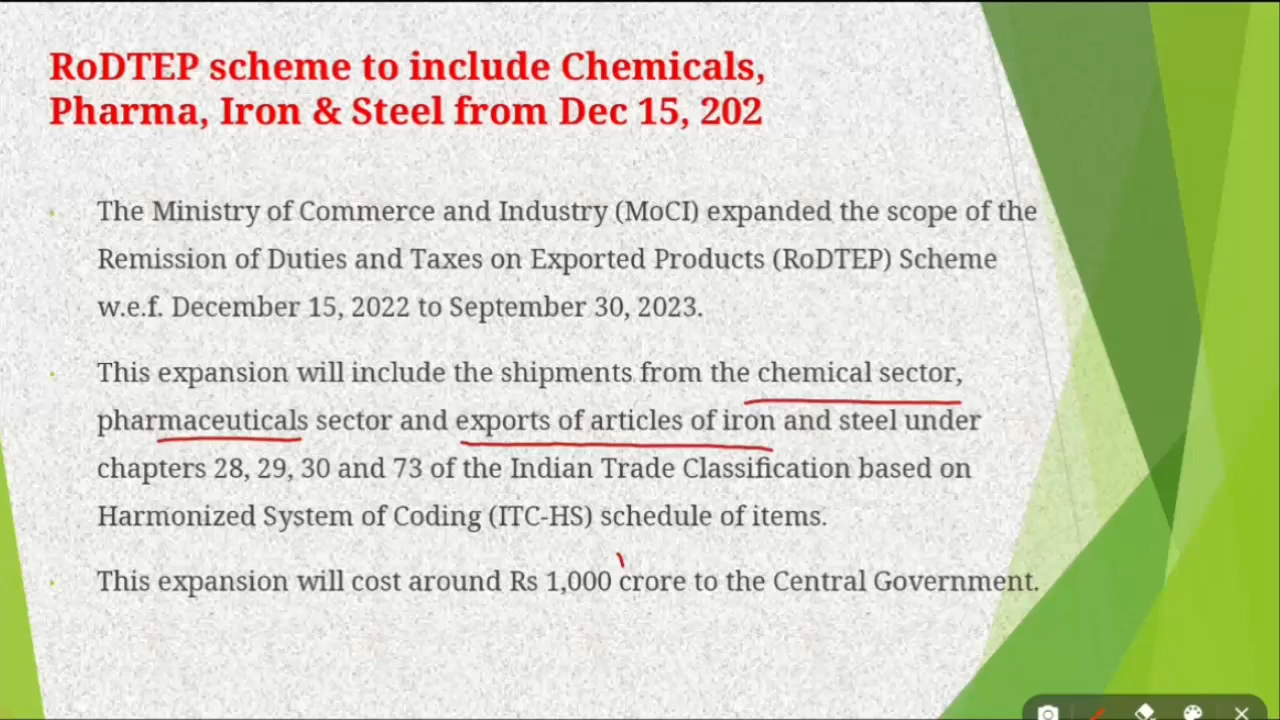 RoDTEP scheme to include Chemicals,
Pharma, Iron & Steel from Dec 15, 202
The Ministry of Commerce and Industry (MoCI) expanded the scope of the
Remission of Duties and Taxes on Exported Products (RoDTEP) Scheme
w.e.f. December 15, 2022 to September 30, 2023.
This expansion will include the shipments from the chemical sector,
pharmaceuticals sector and exports of articles of iron and steel under
chapters 28, 29, 30 and 73 of the Indian Trade Classification based on
Harmonized System of Coding (ITC-HS) schedule of items.
This expansion will cost around Rs 1,000 crore to the Central Government.